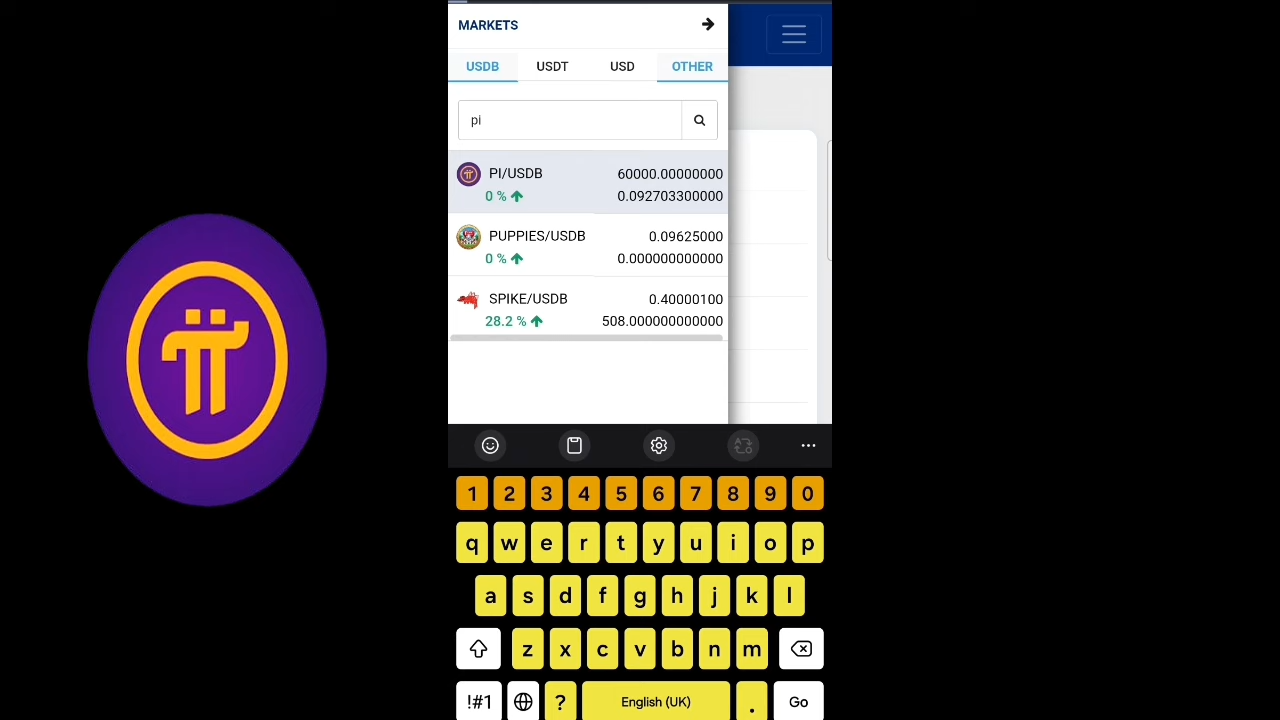 MARKETS
USDB USDT USD OTHER
pi
PI/USDB 60000.00000000
0 % 0.092703300000
PUPPIES/USDB 0.09625000
0 % 0.000000000000
SPIKE/USDB 0.40000100
28.2 % 508.000000000000
1 2 3 4 5 6 7 8 9 0
q w e r t y u i o p
a s d f g h j k l
z x c v b n m
!#1 ? English (UK) . Go